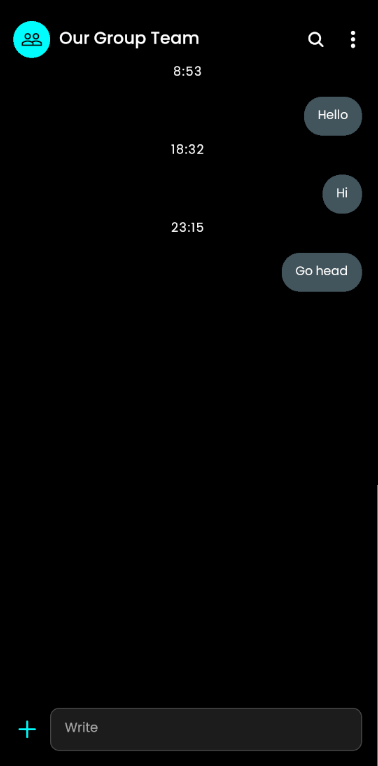 Our Group Team
8:53
Hello
18:32
Hi
23:15
Go head
Write